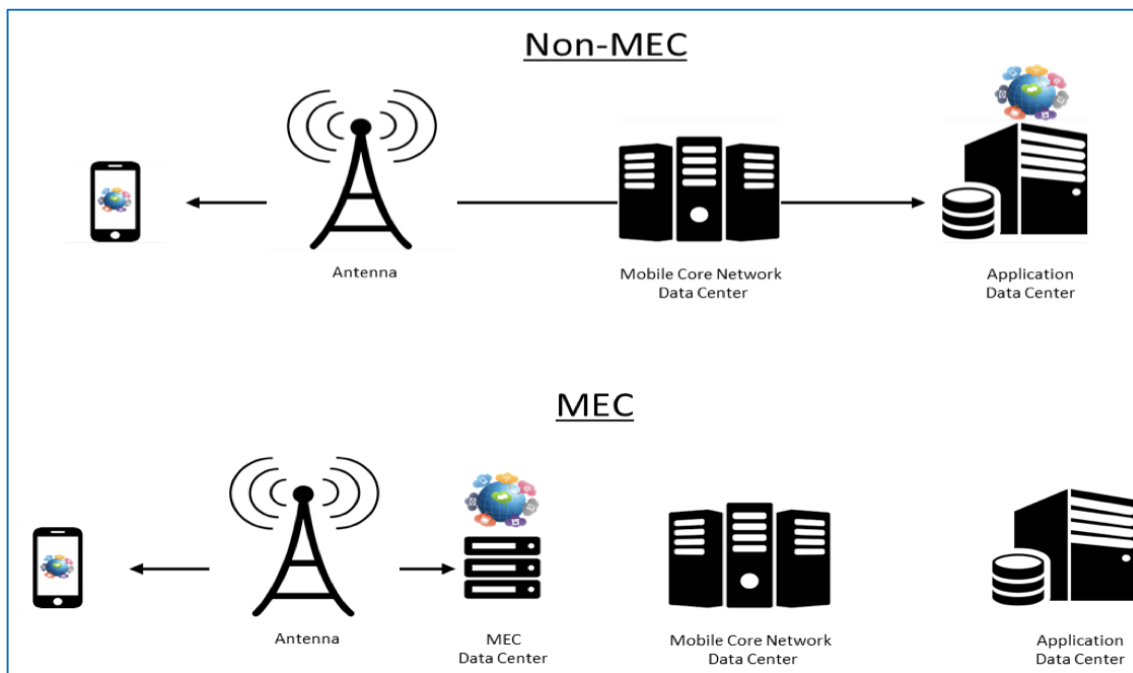 Non-MEC
Antenna
Mobile Core Network
Data Center
Application
Data Center
MEC
Antenna
MEC
Data Center
Mobile Core Network
Data Center
Application
Data Center